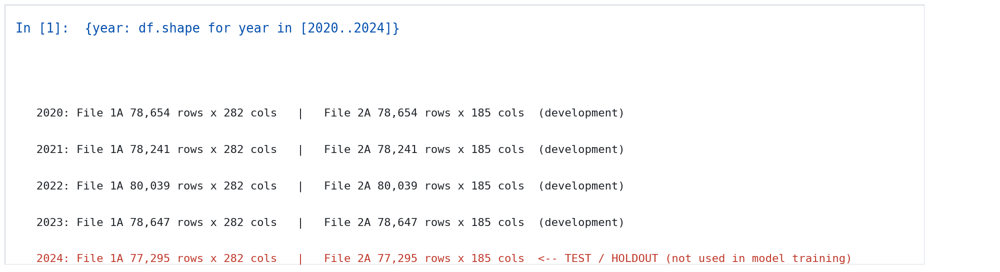 In [1]:  {year: df.shape for year in [2020..2024]}
2020: File 1A 78,654 rows x 282 cols   |   File 2A 78,654 rows x 185 cols  (development)
2021: File 1A 78,241 rows x 282 cols   |   File 2A 78,241 rows x 185 cols  (development)
2022: File 1A 80,039 rows x 282 cols   |   File 2A 80,039 rows x 185 cols  (development)
2023: File 1A 78,647 rows x 282 cols   |   File 2A 78,647 rows x 185 cols  (development)
2024: File 1A 77,295 rows x 282 cols   |   File 2A 77,295 rows x 185 cols  <-- TEST / HOLDOUT (not used in model training)